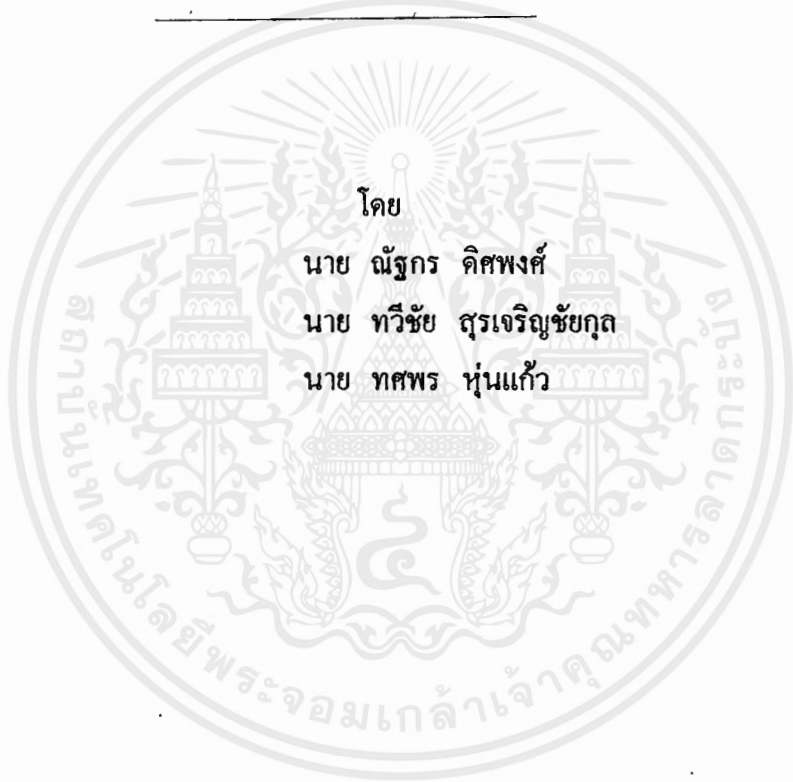 โดย
นาย ณัฐกร ดิศพงศ์
นาย ทวีชัย สุรเจริญชัยกุล
นาย ทศพร หุ่นแก้ว
สถาบันเทคโนโลยีพระจอมเกล้าเจ้าคุณทหารลาดกระบัง